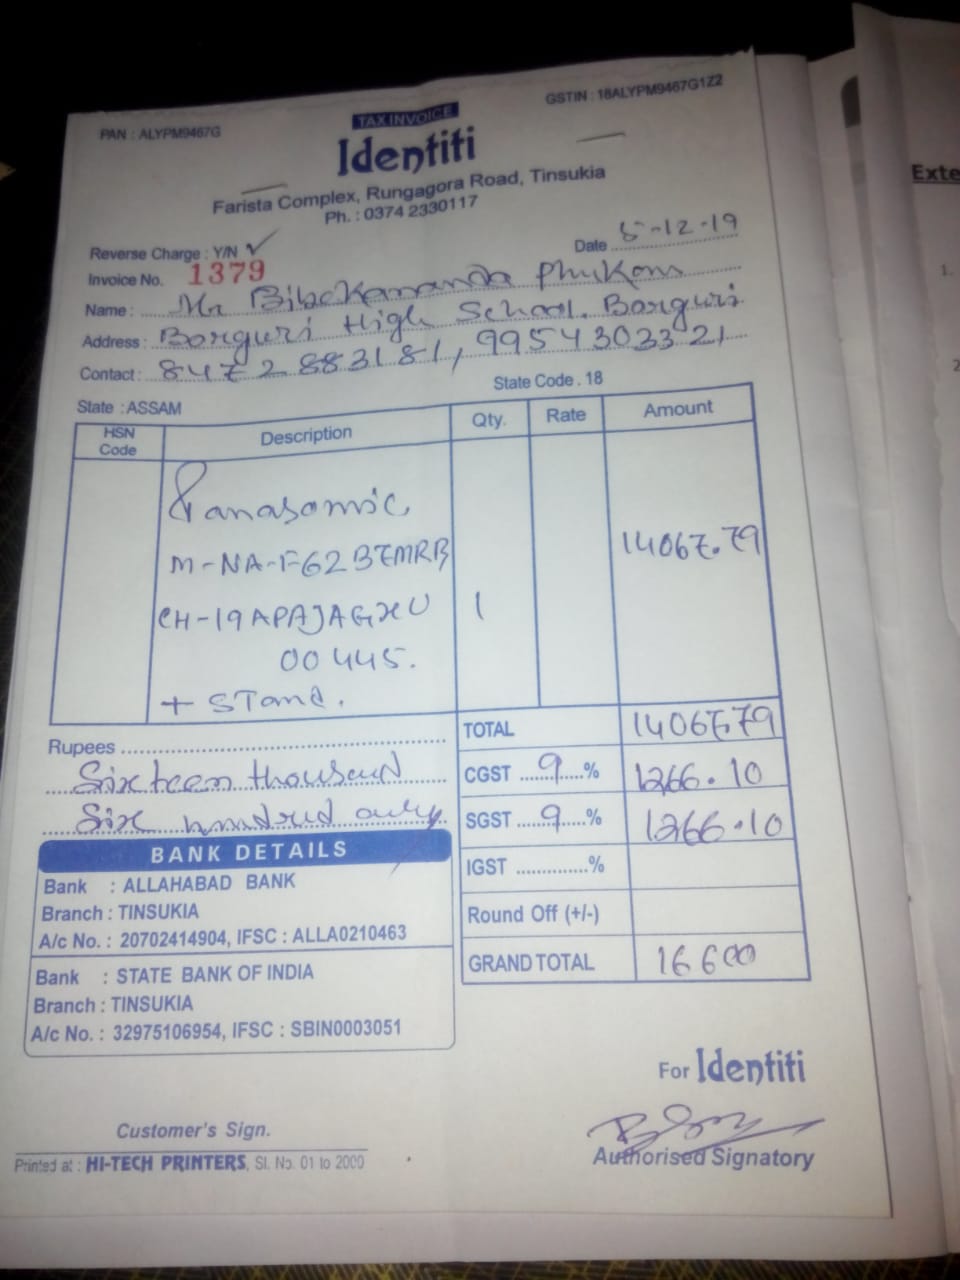 PAN : ALYPM9467G
TAX INVOICE
GSTIN : 18ALYPM9467G1Z2
Identiti
Farista Complex, Rungagora Road, Tinsukia
Ph. : 0374 2330117
Reverse Charge : Y/N ✓
Date 5-12-19
Invoice No. 1379
Name : Mr Bibekananda Phukan
Address : Borguri High School. Borguri
Contact : 8472883181, 9954303321
State : ASSAM State Code . 18
HSN Code Description Qty. Rate Amount
Panasonic
M-NA-F62B7MRB 14067.79
CH-19APAJAGXU 1
00445.
+ STand.
Rupees
Sixteen thousand
Six hundred only
TOTAL 14067.79
CGST 9 % 1266.10
SGST 9 % 1266.10
IGST %
Round Off (+/-)
GRAND TOTAL 16600
BANK DETAILS
Bank : ALLAHABAD BANK
Branch : TINSUKIA
A/c No. : 20702414904, IFSC : ALLA0210463
Bank : STATE BANK OF INDIA
Branch : TINSUKIA
A/c No. : 32975106954, IFSC : SBIN0003051
For Identiti
Customer's Sign.
Authorised Signatory
Printed at : HI-TECH PRINTERS, Sl. No. 01 to 2000
Exte
1.
2